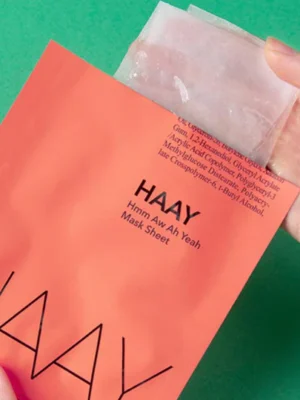 Gum, 1,2-Hexanediol, Glyceryl Acrylate
/Acrylic Acid Copolymer, Polyglyceryl-3
Methylglucose Distearate, Polyacry-
late Crosspolymer-6, t-Butyl Alcohol.
HAAY
Hmm Aw Ah Yeah
Mask Sheet
HAAY